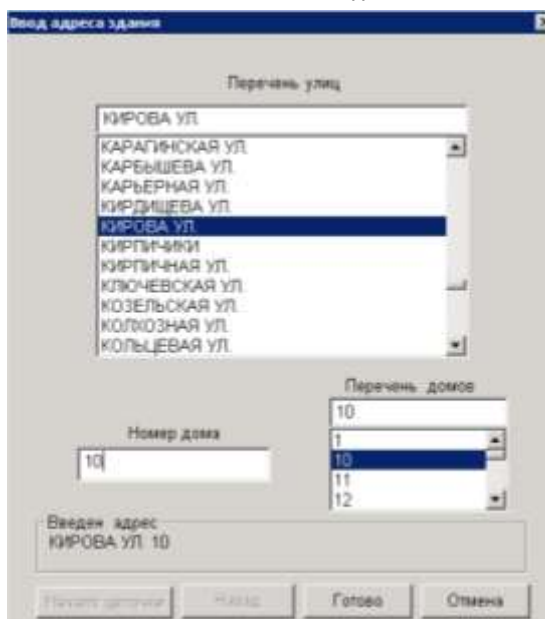 Ввод адреса здания
Перечень улиц
КИРОВА УЛ.
КАРАГИНСКАЯ УЛ.
КАРБЫШЕВА УЛ.
КАРЬЕРНАЯ УЛ.
КИРДИЩЕВА УЛ.
КИРОВА УЛ.
КИРПИЧИКИ
КИРПИЧНАЯ УЛ.
КЛЮЧЕВСКАЯ УЛ.
КОЗЕЛЬСКАЯ УЛ.
КОЛХОЗНАЯ УЛ.
КОЛЬЦЕВАЯ УЛ.
Перечень домов
10
Номер дома
10
1
10
11
12
Введен адрес
КИРОВА УЛ. 10
Назад
Готово
Отмена